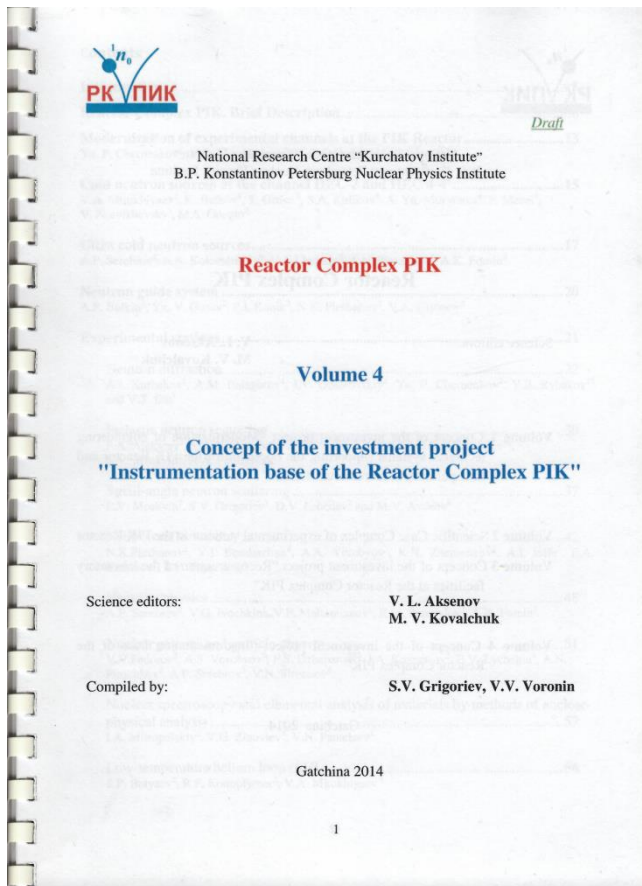 ¹n₀
РК ПИК
Draft
National Research Centre "Kurchatov Institute"
B.P. Konstantinov Petersburg Nuclear Physics Institute
Reactor Complex PIK
Volume 4
Concept of the investment project
"Instrumentation base of the Reactor Complex PIK"
Science editors: V. L. Aksenov
M. V. Kovalchuk
Compiled by: S.V. Grigoriev, V.V. Voronin
Gatchina 2014
1